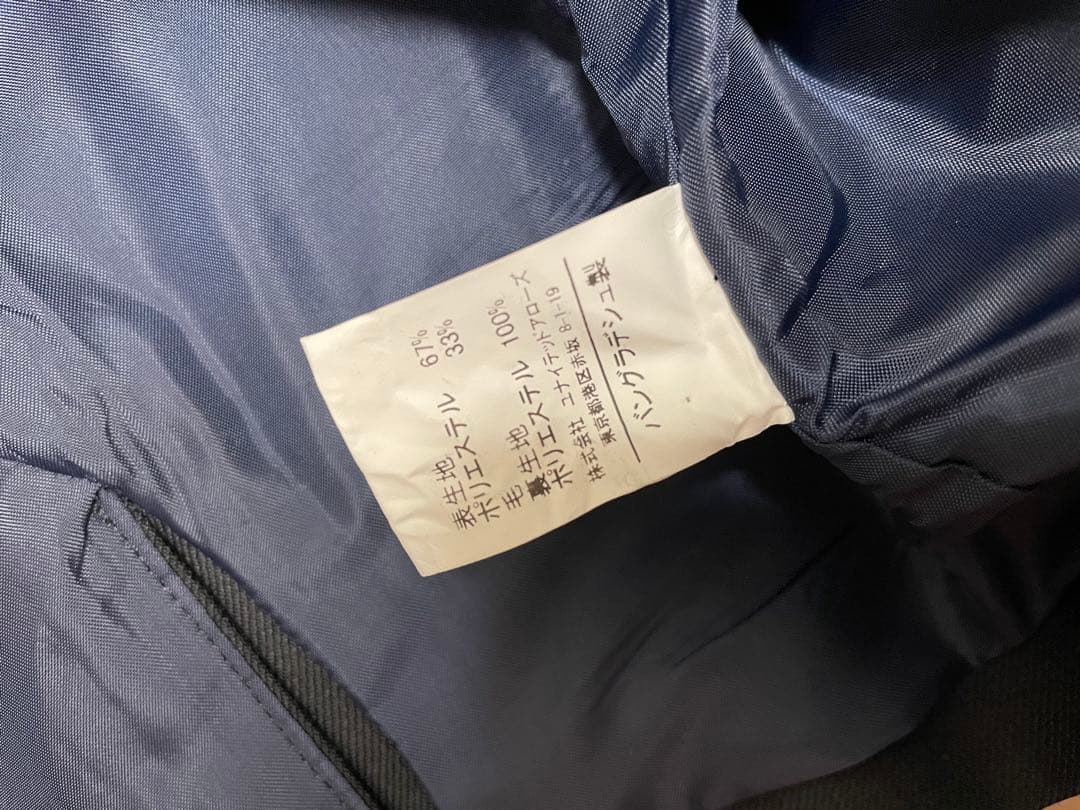 表生地
ポリエステル 67%
毛 33%
裏生地
ポリエステル 100%
株式会社 ユナイテッドアローズ
東京都港区赤坂 8-1-19
バングラデシュ製